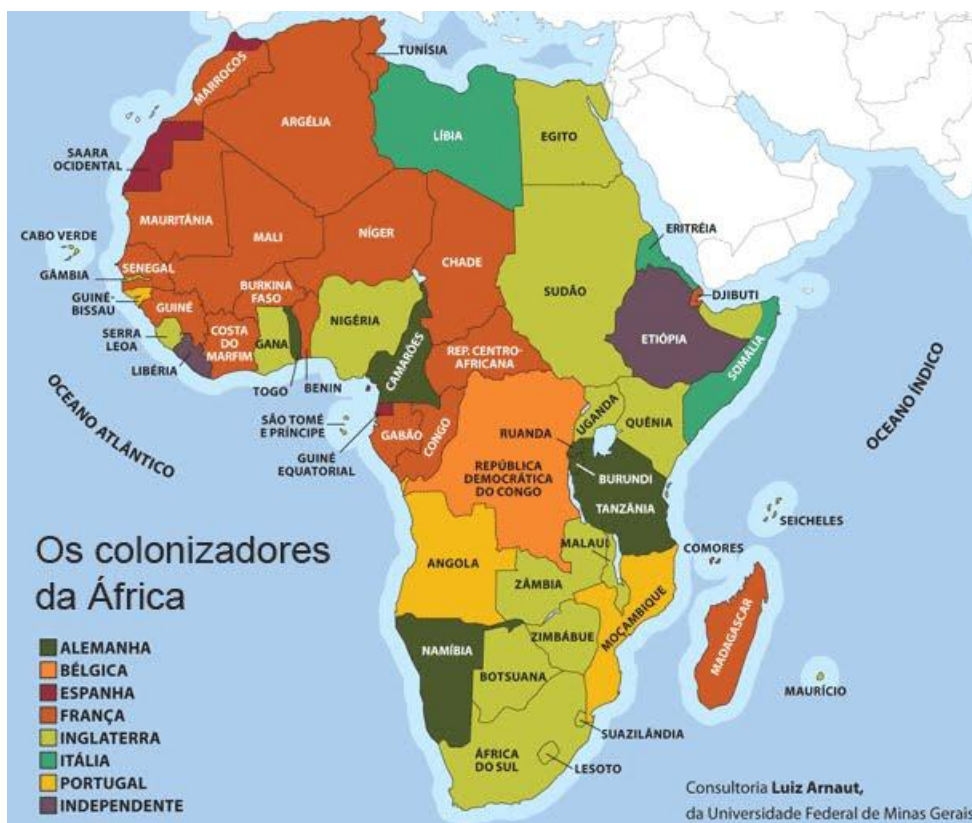 TUNÍSIA
MARROCOS
ARGÉLIA
LÍBIA
EGITO
SAARA
OCIDENTAL
MAURITÂNIA
MALI
NÍGER
CHADE
SUDÃO
ERITRÉIA
CABO VERDE
SENEGAL
GÂMBIA
GUINÉ-
BISSAU
GUINÉ
BURKINA
FASO
DJIBUTI
NIGÉRIA
ETIÓPIA
SERRA
LEOA
COSTA
DO
MARFIM
GANA
LIBÉRIA
TOGO
BENIN
CAMARÕES
REP. CENTRO-
AFRICANA
SOMÁLIA
OCEANO ATLÂNTICO
OCEANO ÍNDICO
SÃO TOMÉ
E PRÍNCIPE
GUINÉ
EQUATORIAL
GABÃO
CONGO
UGANDA
QUÊNIA
RUANDA
REPÚBLICA
DEMOCRÁTICA
DO CONGO
BURUNDI
TANZÂNIA
SEICHELES
COMORES
ANGOLA
MALAUI
ZÂMBIA
MOÇAMBIQUE
MADAGASCAR
NAMÍBIA
ZIMBÁBUE
BOTSUANA
MAURÍCIO
SUAZILÂNDIA
ÁFRICA
DO SUL
LESOTO
Os colonizadores
da África
ALEMANHA
BÉLGICA
ESPANHA
FRANÇA
INGLATERRA
ITÁLIA
PORTUGAL
INDEPENDENTE
Consultoria Luiz Arnaut,
da Universidade Federal de Minas Gerais